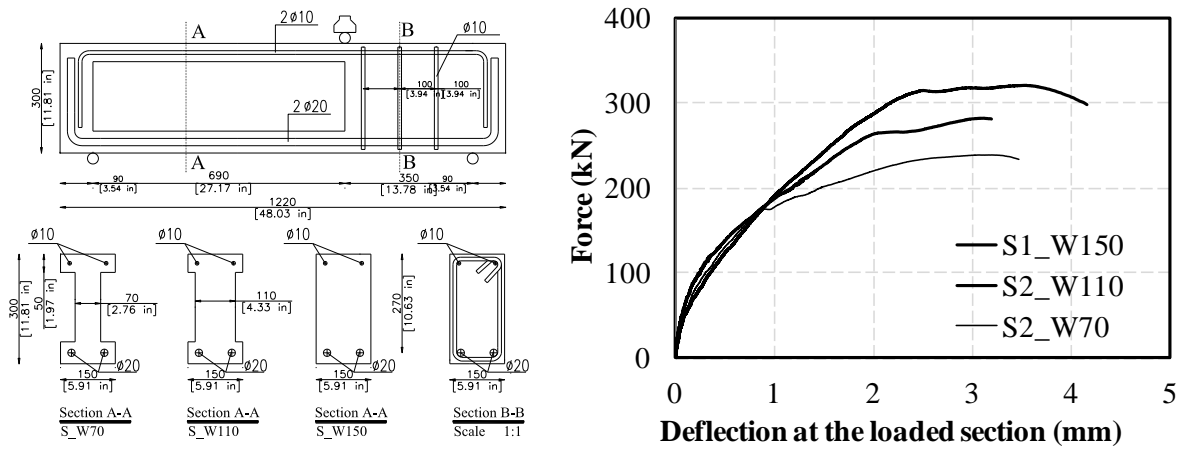 A
B
2Ø10
Ø10
300
[11.81 in]
100
[3.94 in]
100
[3.94 in]
2Ø20
A
B
90
[3.54 in]
690
[27.17 in]
350
[13.78 in]
90
[3.54 in]
1220
[48.03 in]
Ø10
Ø10
Ø10
Ø10
300
[11.81 in]
50
[1.97 in]
70
[2.76 in]
110
[4.33 in]
270
[10.63 in]
Ø20
Ø20
Ø20
Ø20
150
[5.91 in]
150
[5.91 in]
150
[5.91 in]
150
[5.91 in]
Section A-A
S_W70
Section A-A
S_W110
Section A-A
S_W150
Section B-B
Scale 1:1
400
300
200
100
0
Force (kN)
S1_W150
S2_W110
S2_W70
0 1 2 3 4 5
Deflection at the loaded section (mm)